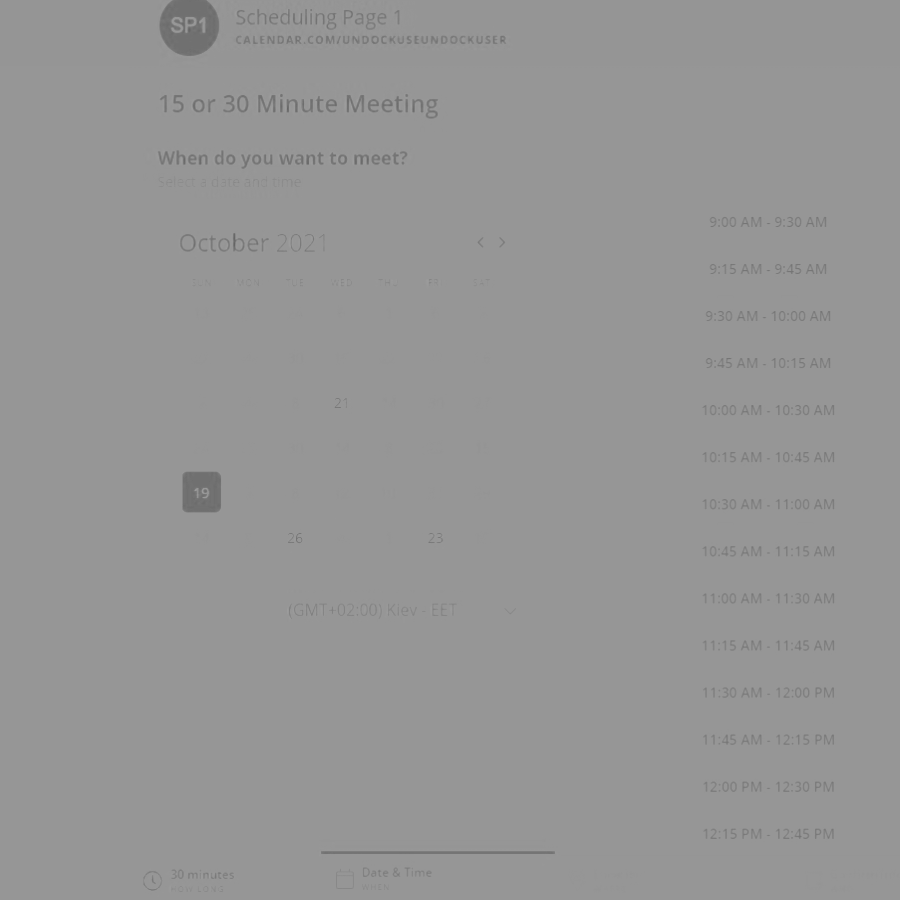 SP1
Scheduling Page 1
CALENDAR.COM/UNDOCKUSEUNDOCKUSER
15 or 30 Minute Meeting
When do you want to meet?
Select a date and time
October 2021
SUN MON TUE WED THU FRI SAT
21
19
26 23
(GMT+02:00) Kiev - EET
9:00 AM - 9:30 AM
9:15 AM - 9:45 AM
9:30 AM - 10:00 AM
9:45 AM - 10:15 AM
10:00 AM - 10:30 AM
10:15 AM - 10:45 AM
10:30 AM - 11:00 AM
10:45 AM - 11:15 AM
11:00 AM - 11:30 AM
11:15 AM - 11:45 AM
11:30 AM - 12:00 PM
11:45 AM - 12:15 PM
12:00 PM - 12:30 PM
12:15 PM - 12:45 PM
30 minutes
HOW LONG
Date & Time
WHEN